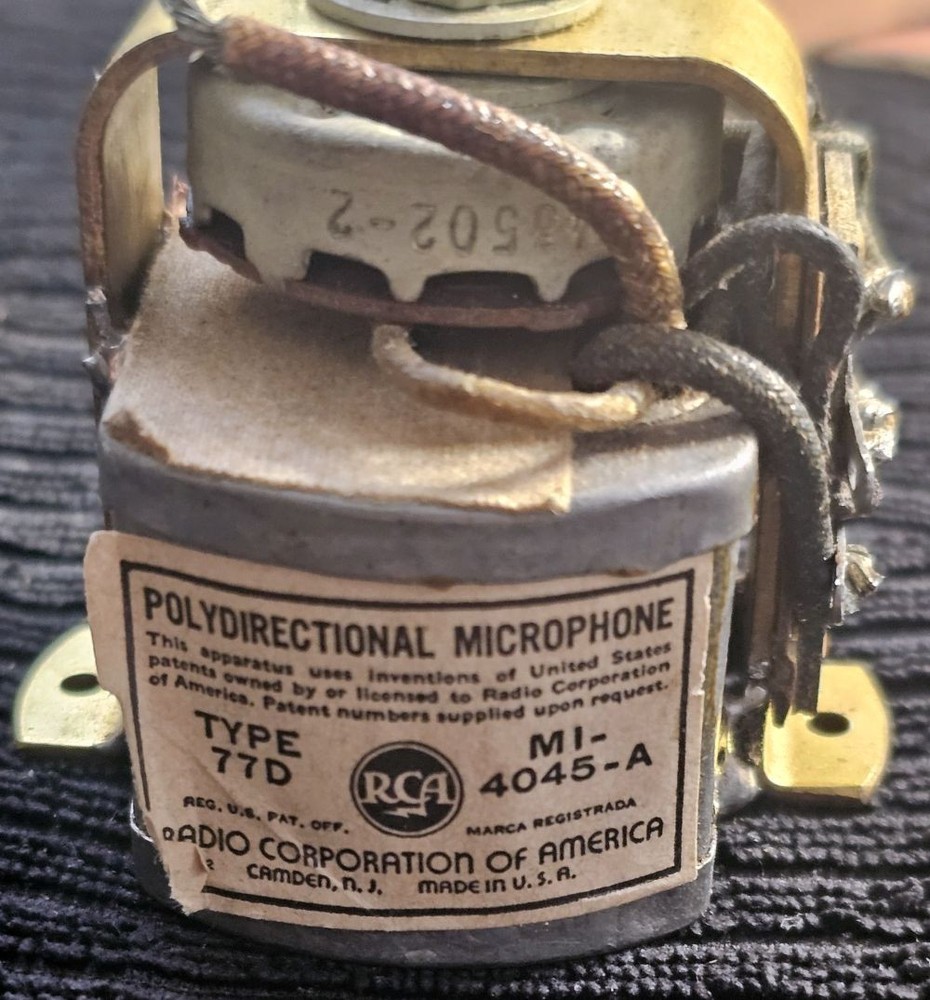 POLYDIRECTIONAL MICROPHONE
This apparatus uses inventions of United States
patents owned by or licensed to Radio Corporation
of America. Patent numbers supplied upon request.
TYPE
77D
RCA
MI-
4045-A
REG. U.S. PAT. OFF.
MARCA REGISTRADA
RADIO CORPORATION OF AMERICA
2 CAMDEN, N. J. MADE IN U. S. A.